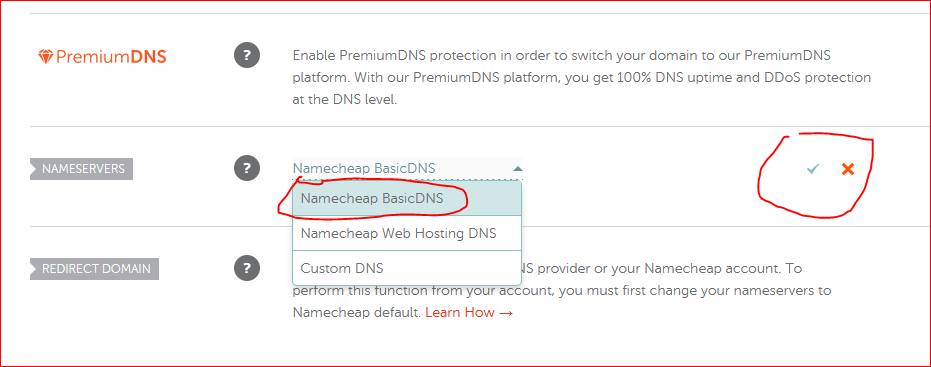 PremiumDNS
?
Enable PremiumDNS protection in order to switch your domain to our PremiumDNS
platform. With our PremiumDNS platform, you get 100% DNS uptime and DDoS protection
at the DNS level.
NAMESERVERS
?
Namecheap BasicDNS
Namecheap BasicDNS
Namecheap Web Hosting DNS
Custom DNS
REDIRECT DOMAIN
?
NS provider or your Namecheap account. To
perform this function from your account, you must first change your nameservers to
Namecheap default. Learn How →